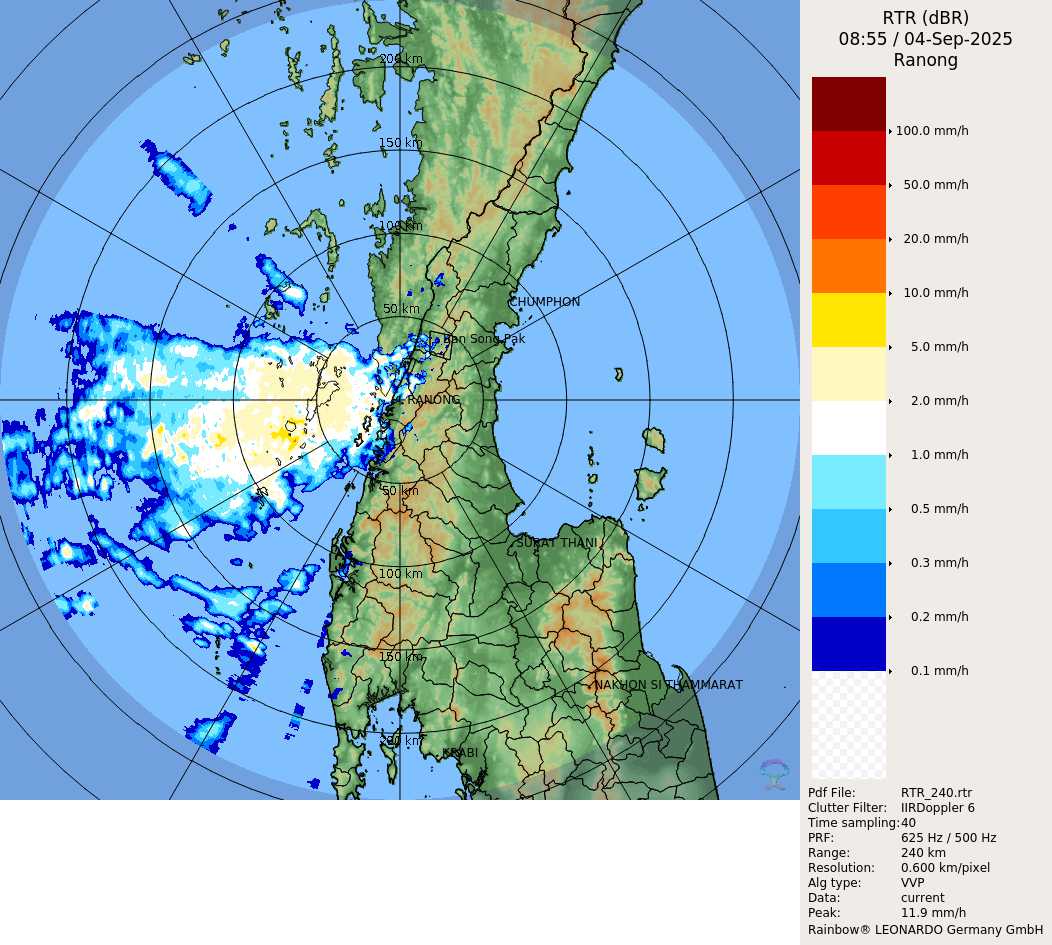 200 km
150 km
100 km
50 km
CHUMPHON
Ban Song Pak
RANONG
50 km
SURAT THANI
100 km
150 km
NAKHON SI THAMMARAT
200 km
KRABI
RTR (dBR)
08:55 / 04-Sep-2025
Ranong
100.0 mm/h
50.0 mm/h
20.0 mm/h
10.0 mm/h
5.0 mm/h
2.0 mm/h
1.0 mm/h
0.5 mm/h
0.3 mm/h
0.2 mm/h
0.1 mm/h
Pdf File: RTR_240.rtr
Clutter Filter: IIRDoppler 6
Time sampling:40
PRF: 625 Hz / 500 Hz
Range: 240 km
Resolution: 0.600 km/pixel
Alg type: VVP
Data: current
Peak: 11.9 mm/h
Rainbow® LEONARDO Germany GmbH